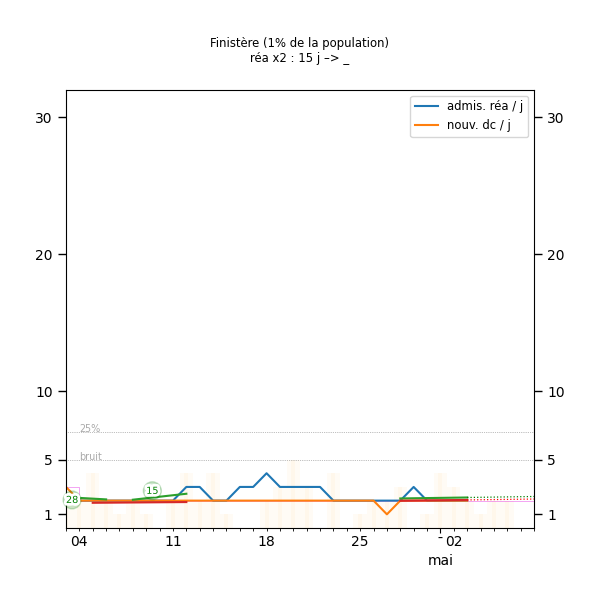 Finistère (1% de la population)
réa x2 : 15 j –> _
admis. réa / j
nouv. dc / j
30 30
20 20
10 10
25%
5 bruit 5
15
28
1 1
04 11 18 25 - 02
mai